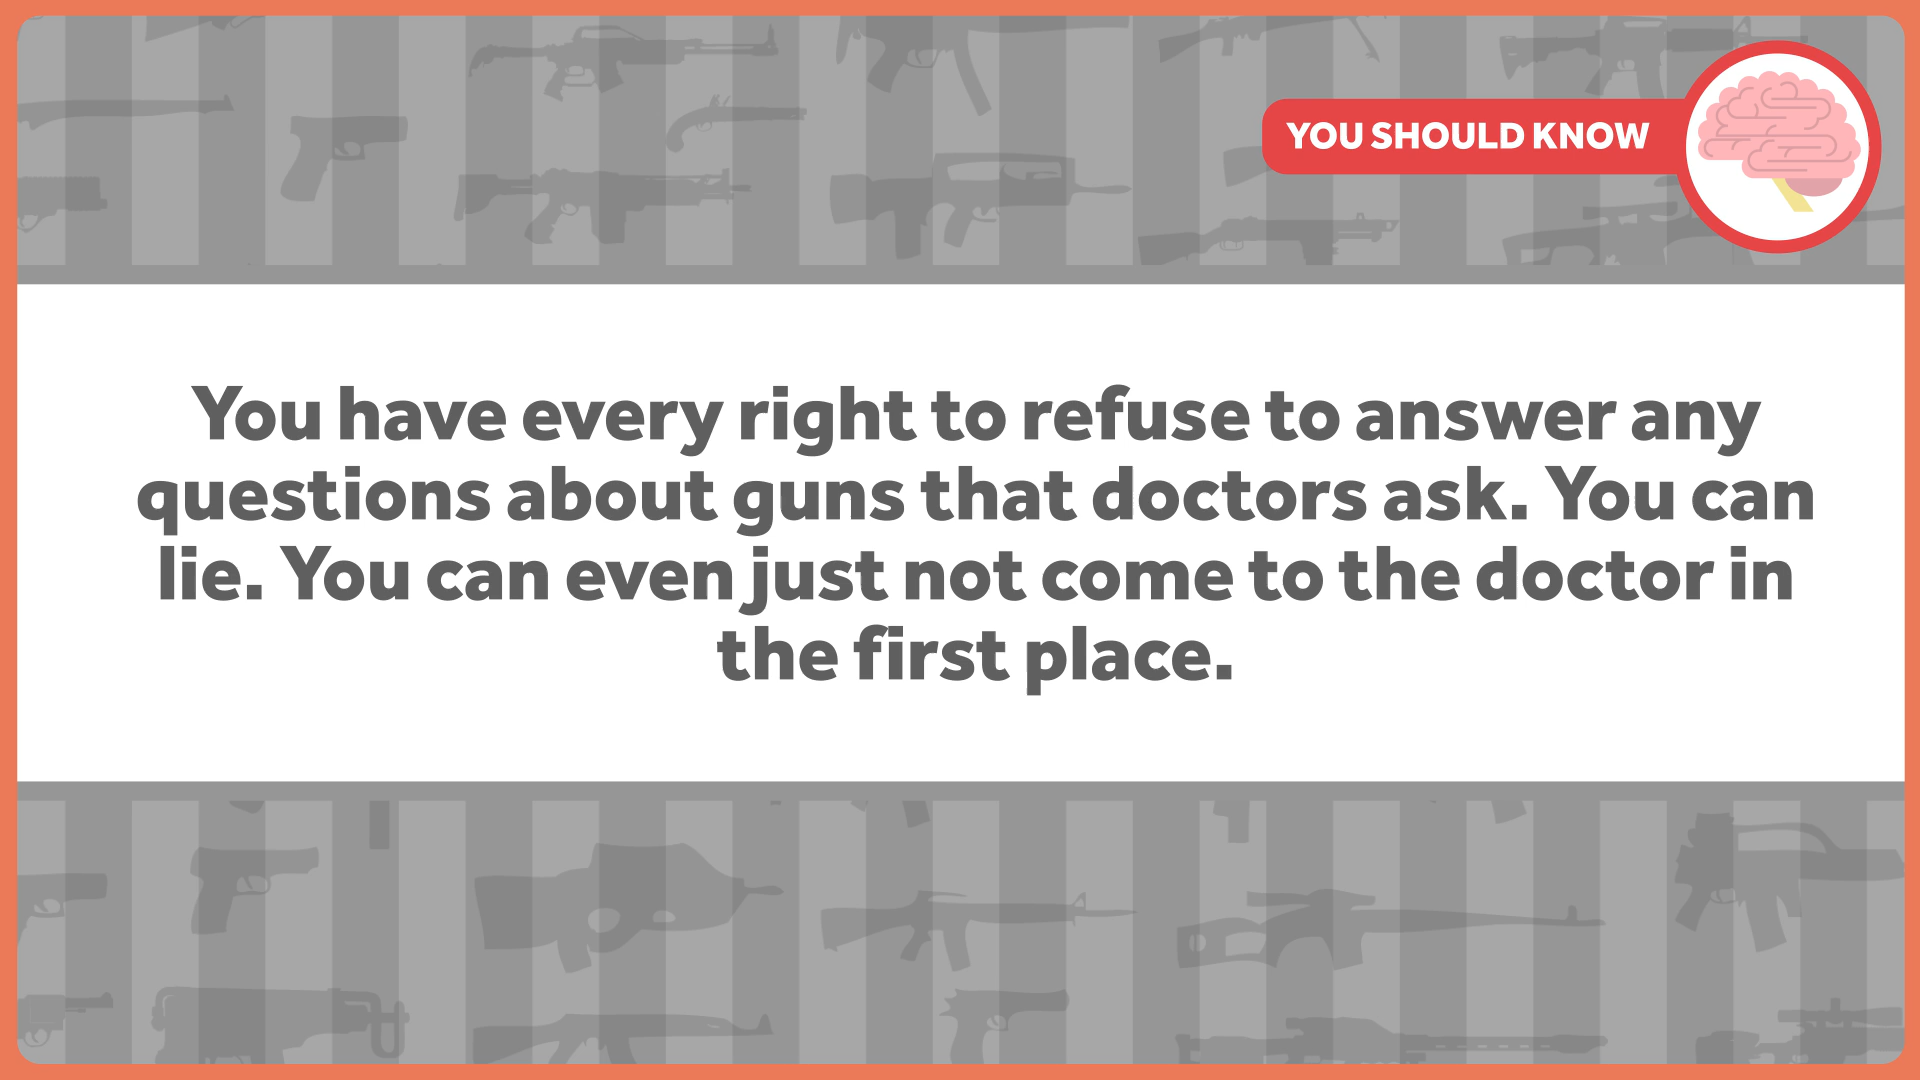 YOU SHOULD KNOW
You have every right to refuse to answer any
questions about guns that doctors ask. You can
lie. You can even just not come to the doctor in
the first place.